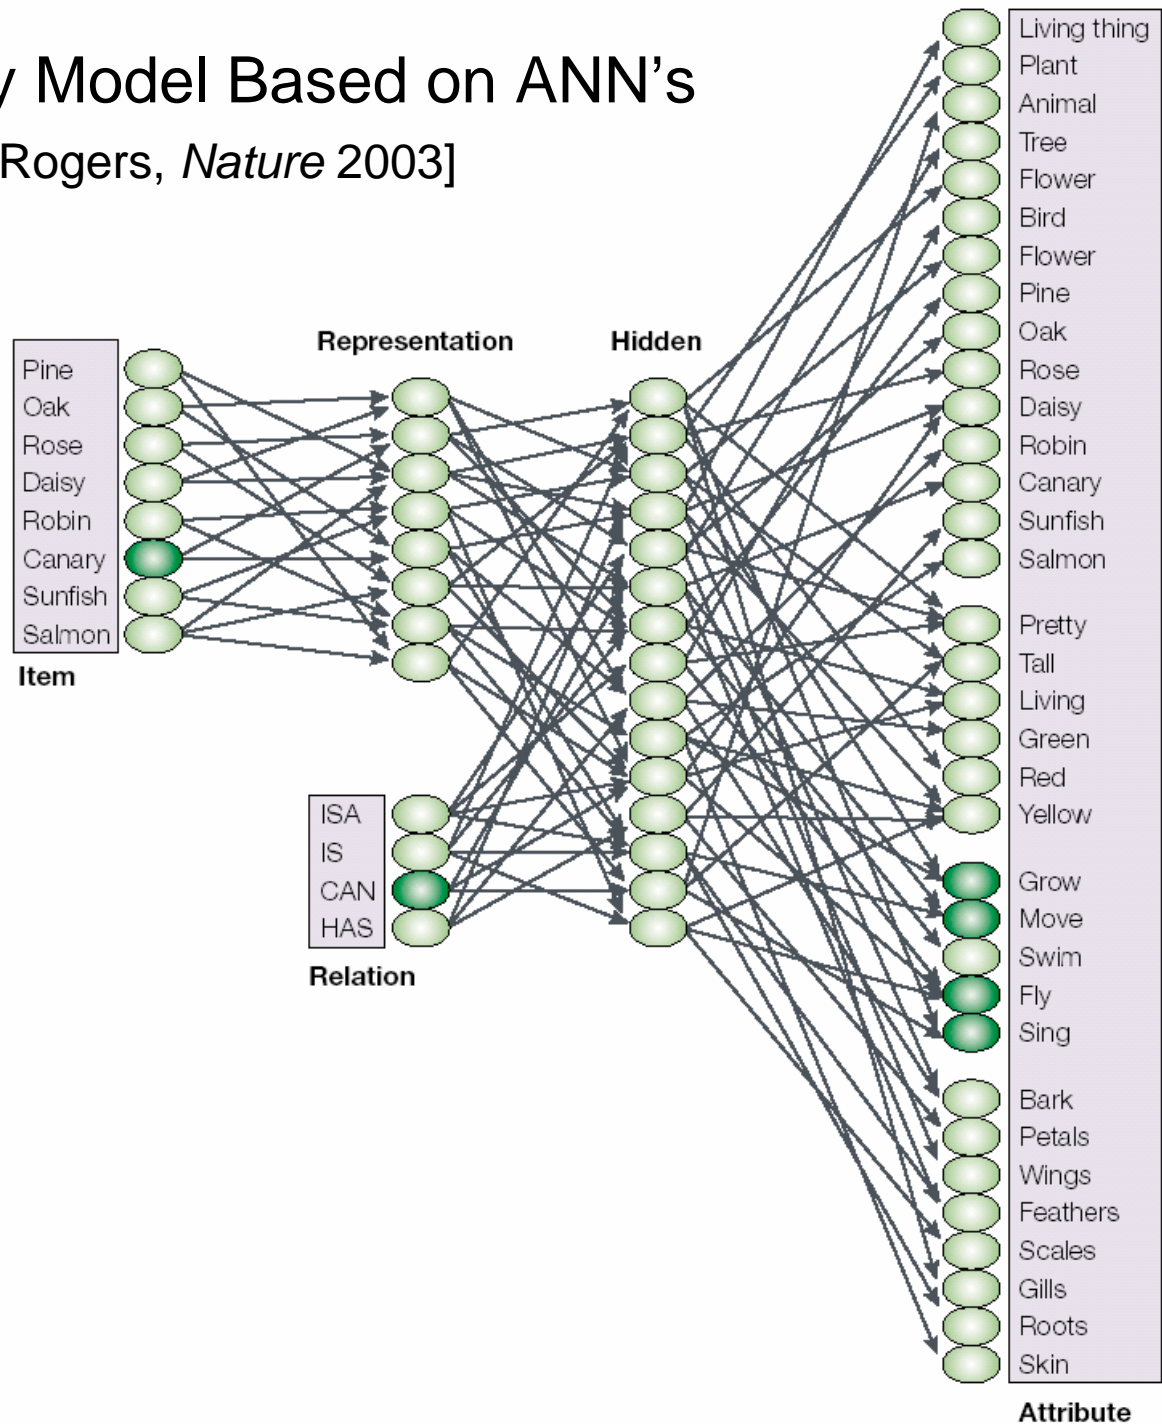 y Model Based on ANN's
Rogers, Nature 2003]
Representation
Hidden
Pine
Oak
Rose
Daisy
Robin
Canary
Sunfish
Salmon
Item
ISA
IS
CAN
HAS
Relation
Living thing
Plant
Animal
Tree
Flower
Bird
Flower
Pine
Oak
Rose
Daisy
Robin
Canary
Sunfish
Salmon
Pretty
Tall
Living
Green
Red
Yellow
Grow
Move
Swim
Fly
Sing
Bark
Petals
Wings
Feathers
Scales
Gills
Roots
Skin
Attribute